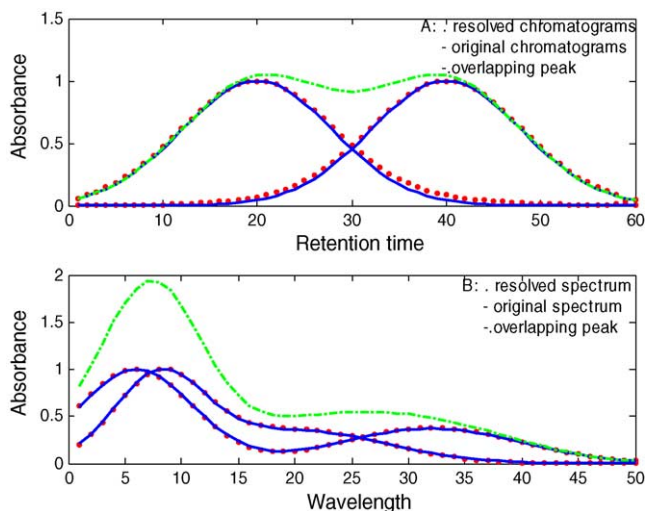 1.5
A: . resolved chromatograms
- original chromatograms
-.overlapping peak
1
0.5
0
Absorbance
0 10 20 30 40 50 60
Retention time
2
B: . resolved spectrum
- original spectrum
-.overlapping peak
1.5
1
0.5
0
Absorbance
0 5 10 15 20 25 30 35 40 45 50
Wavelength